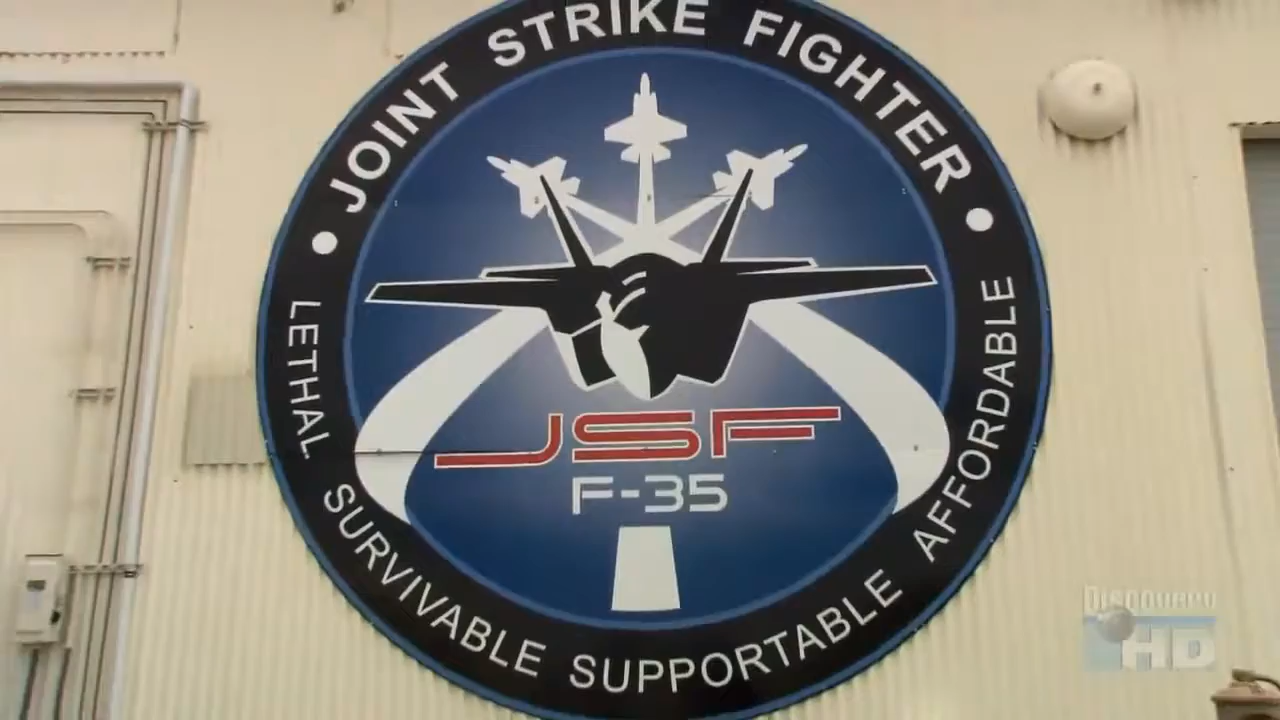 JOINT STRIKE FIGHTER
JSF
F-35
LETHAL SURVIVABLE SUPPORTABLE AFFORDABLE
Discovery
HD